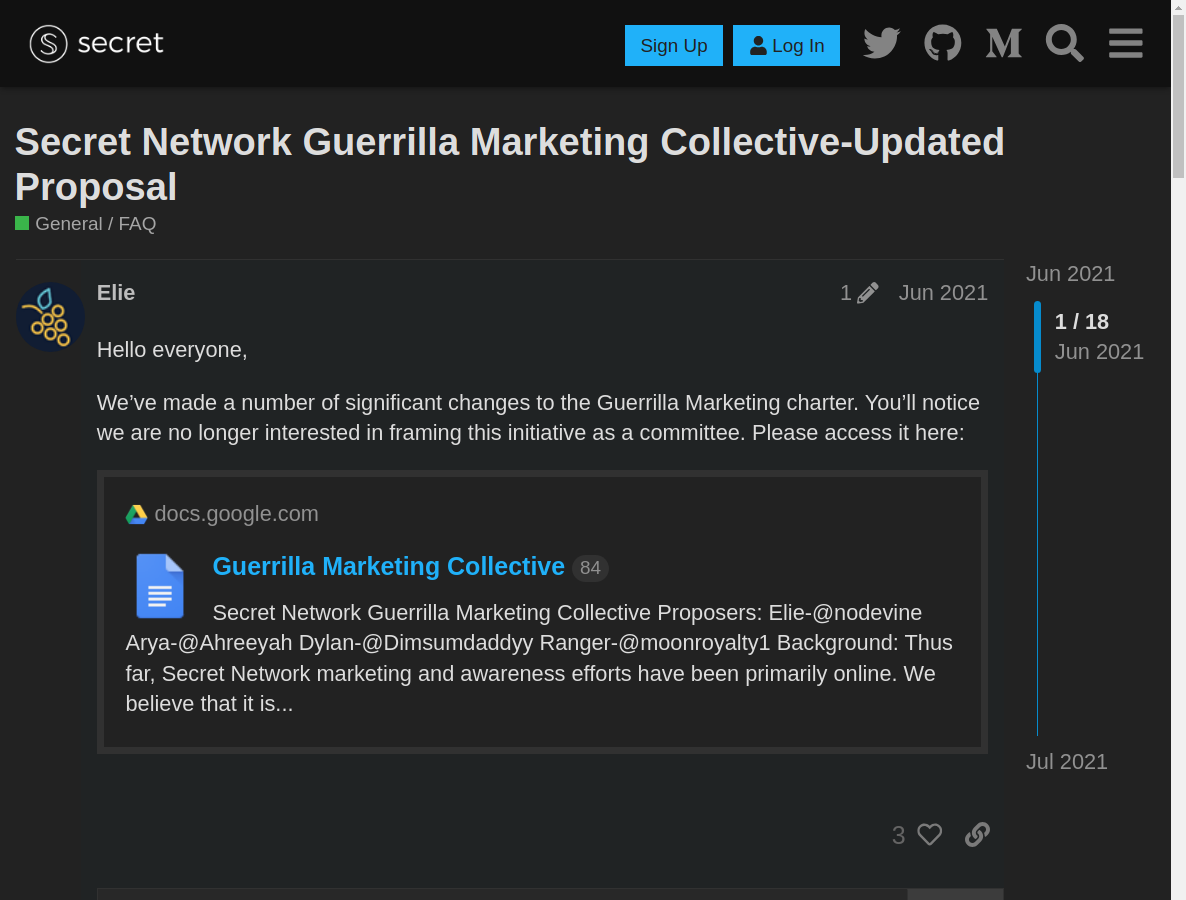 secret
Sign Up
Log In
Secret Network Guerrilla Marketing Collective-Updated
Proposal
General / FAQ
Elie
1
Jun 2021
Hello everyone,
We’ve made a number of significant changes to the Guerrilla Marketing charter. You’ll notice
we are no longer interested in framing this initiative as a committee. Please access it here:
docs.google.com
Guerrilla Marketing Collective 84
Secret Network Guerrilla Marketing Collective Proposers: Elie-@nodevine
Arya-@Ahreeyah Dylan-@Dimsumdaddyy Ranger-@moonroyalty1 Background: Thus
far, Secret Network marketing and awareness efforts have been primarily online. We
believe that it is...
3
Jun 2021
1 / 18
Jun 2021
Jul 2021